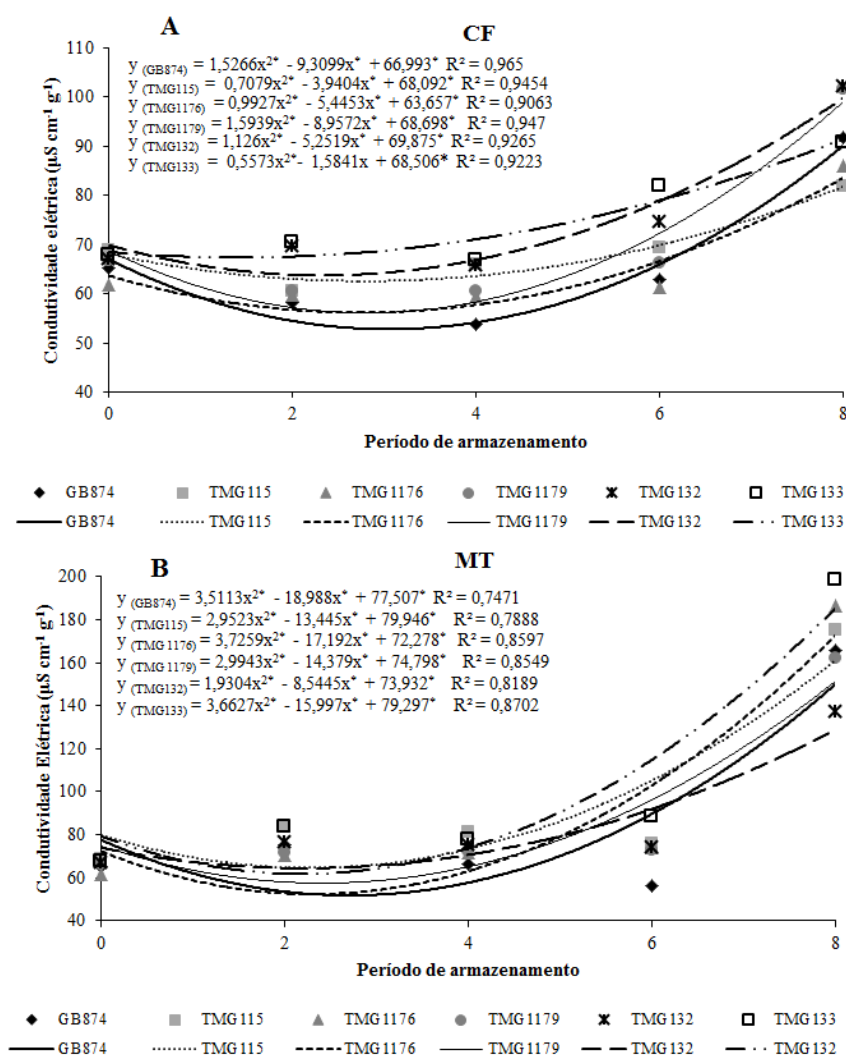 A CF
y (GB874) = 1,5266x²* - 9,3099x* + 66,993* R² = 0,965
y (TMG115) = 0,7079x²* - 3,9404x* + 68,092* R² = 0,9454
y (TMG1176) = 0,9927x²* - 5,4453x* + 63,657* R² = 0,9063
y (TMG1179) = 1,5939x²* - 8,9572x* + 68,698* R² = 0,947
y (TMG132) = 1,126x²* - 5,2519x* + 69,875* R² = 0,9265
y (TMG133) = 0,5573x²* - 1,5841x + 68,506* R² = 0,9223
Condutividade elétrica (µS cm⁻¹ g⁻¹)
110
100
90
80
70
60
50
40
0 2 4 6 8
Período de armazenamento
GB874 TMG115 TMG1176 TMG1179 TMG132 TMG133
GB874 TMG115 TMG1176 TMG1179 TMG132 TMG133
B MT
y (GB874) = 3,5113x²* - 18,988x* + 77,507* R² = 0,7471
y (TMG115) = 2,9523x²* - 13,445x* + 79,946* R² = 0,7888
y (TMG 1176) = 3,7259x²* - 17,192x* + 72,278* R² = 0,8597
y (TMG 1179) = 2,9943x²* - 14,379x* + 74,798* R² = 0,8549
y (TMG132) = 1,9304x²* - 8,5445x* + 73,932* R² = 0,8189
y (TMG133) = 3,6627x²* - 15,997x* + 79,297* R² = 0,8702
Condutividade Elétrica (µS cm⁻¹ g⁻¹)
200
180
160
140
120
100
80
60
40
0 2 4 6 8
Período de armazenamento
GB874 TMG115 TMG1176 TMG1179 TMG132 TMG133
GB874 TMG115 TMG1176 TMG1179 TMG132 TMG132